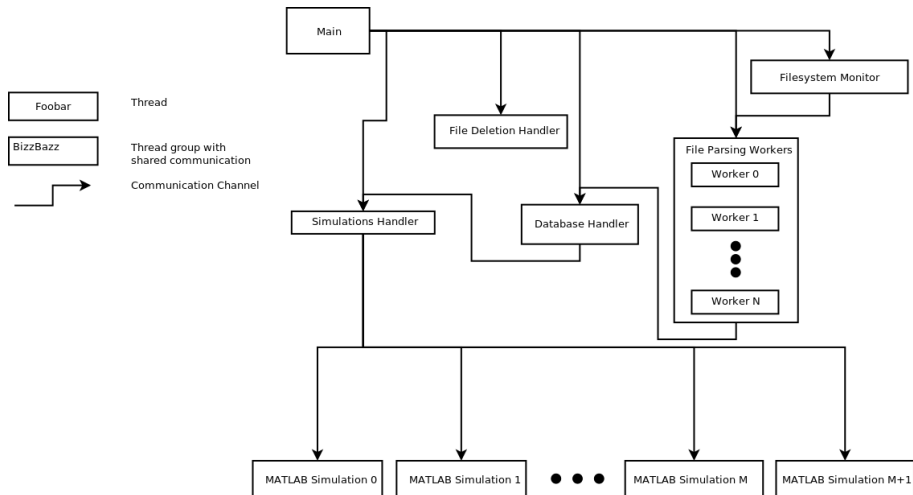 Main
Filesystem Monitor
Foobar
Thread
File Deletion Handler
BizzBazz
Thread group with
shared communication
File Parsing Workers
Worker 0
Communication Channel
Simulations Handler
Database Handler
Worker 1
Worker N
MATLAB Simulation 0
MATLAB Simulation 1
MATLAB Simulation M
MATLAB Simulation M+1